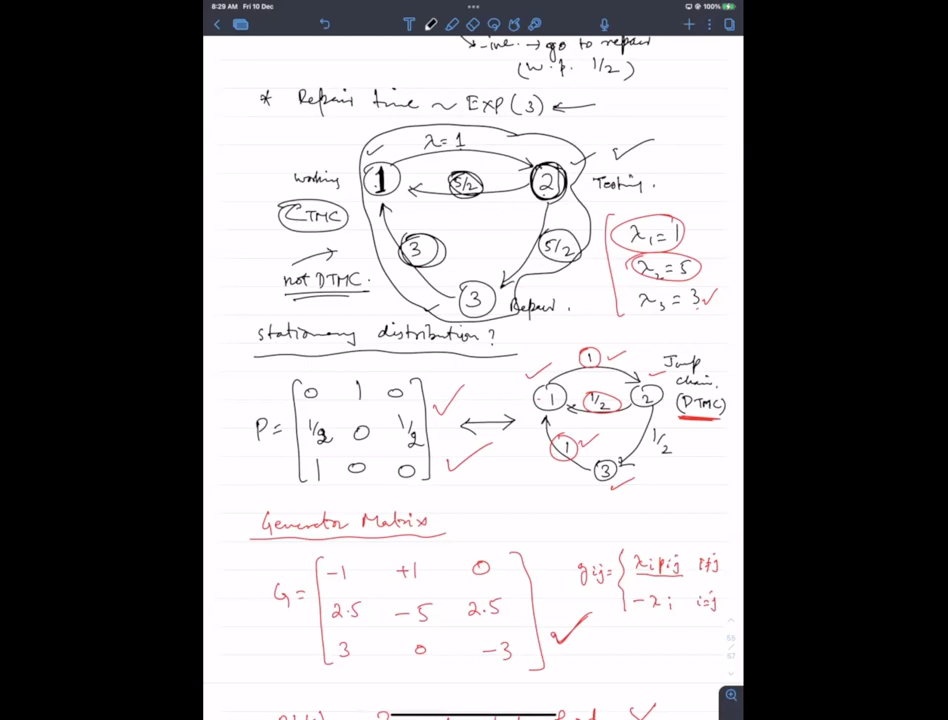 8:29 AM Fri 10 Dec
100%
-ive. → go to repair
(w.p. 1/2)
* Repair time ~ EXP(3) ←
λ = 1
1
5/2
2
working
Testing.
CTMC
λ₁ = 1
3
5/2
λ₂ = 5
not DTMC.
3
Repair.
λ₃ = 3
stationary distribution?
1
Jump
chain.
(DTMC)
1
1/2
2
P = [0 1 0
1/2 0 1/2
1 0 0]
↔
1
1/2
3
Generator Matrix
G = [-1 +1 0
2.5 -5 2.5
3 0 -3]
gij = { λi pij i≠j
-λi i=j
55
/
57